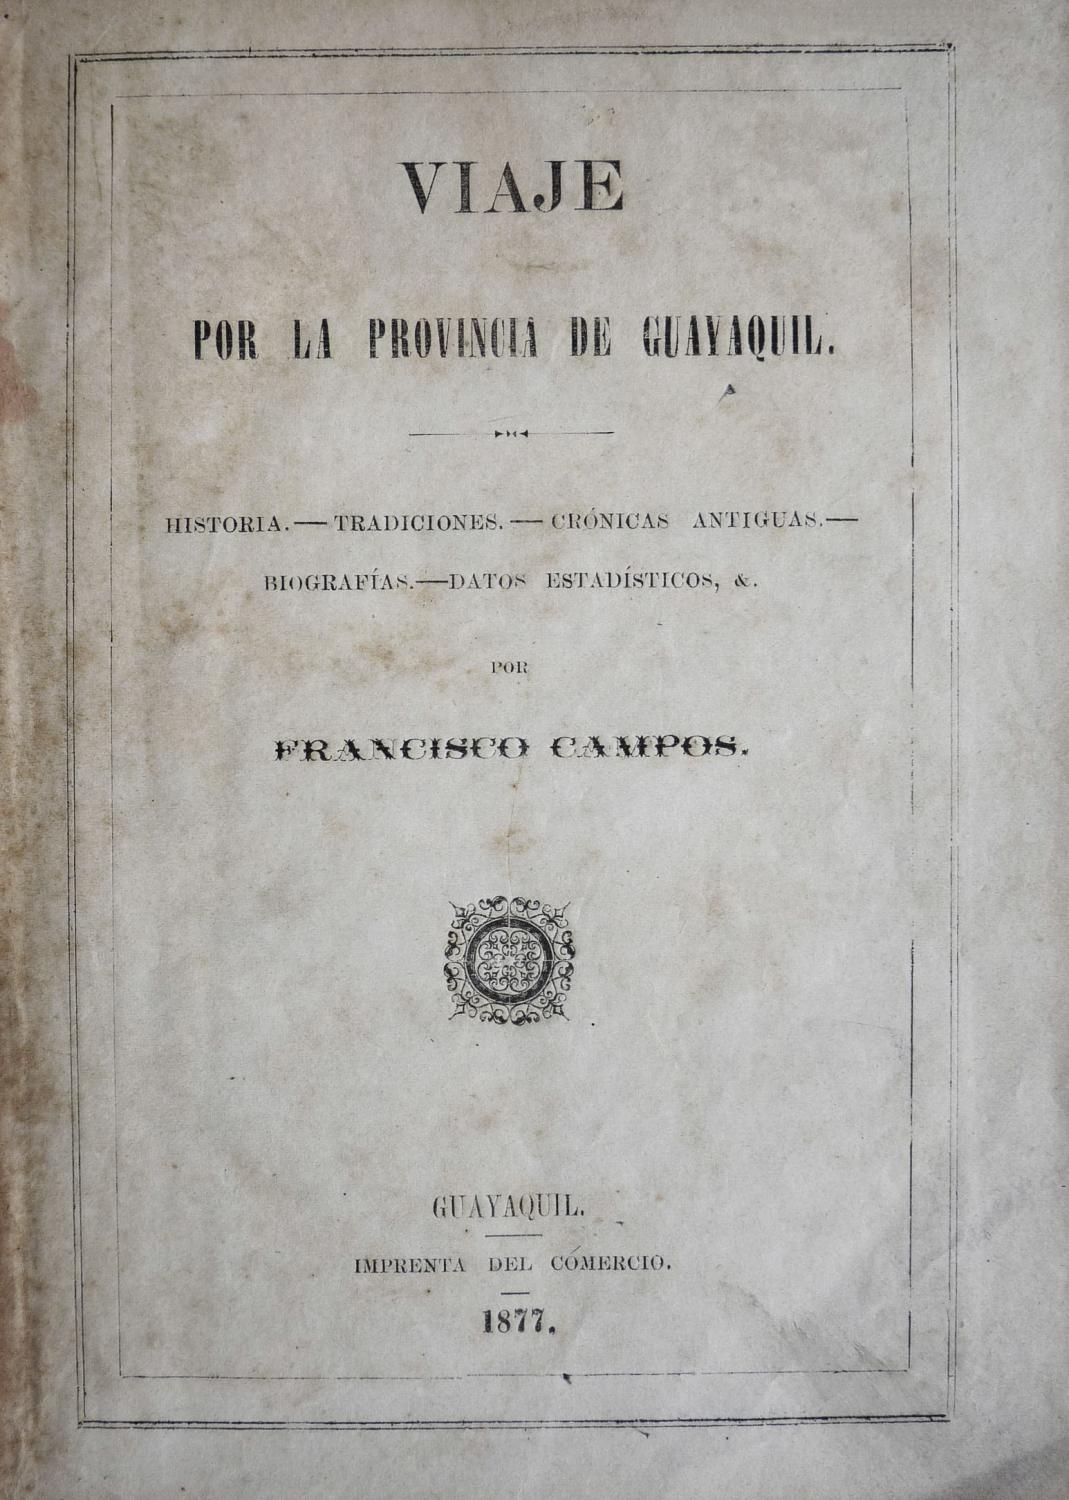 VIAJE
POR LA PROVINCIA DE GUAYAQUIL.
HISTORIA.—TRADICIONES.—CRÓNICAS ANTIGUAS.—
BIOGRAFÍAS.—DATOS ESTADÍSTICOS, &.
POR
FRANCISCO CAMPOS.
GUAYAQUIL.
IMPRENTA DEL COMERCIO.
1877.